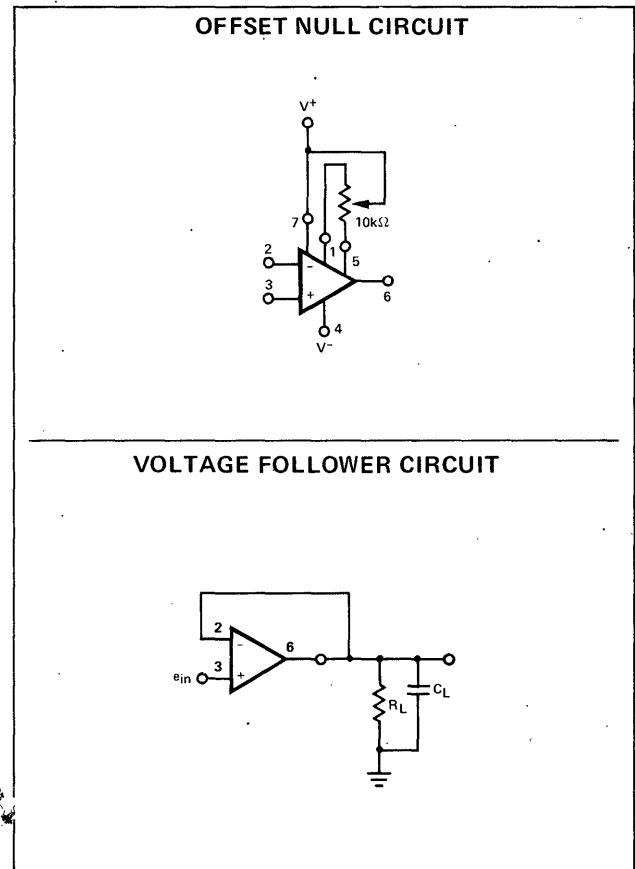 OFFSET NULL CIRCUIT
V+
7
10kΩ
2
1
5
-
3
+
6
4
V-
VOLTAGE FOLLOWER CIRCUIT
2
-
6
3
+
ein
RL
CL